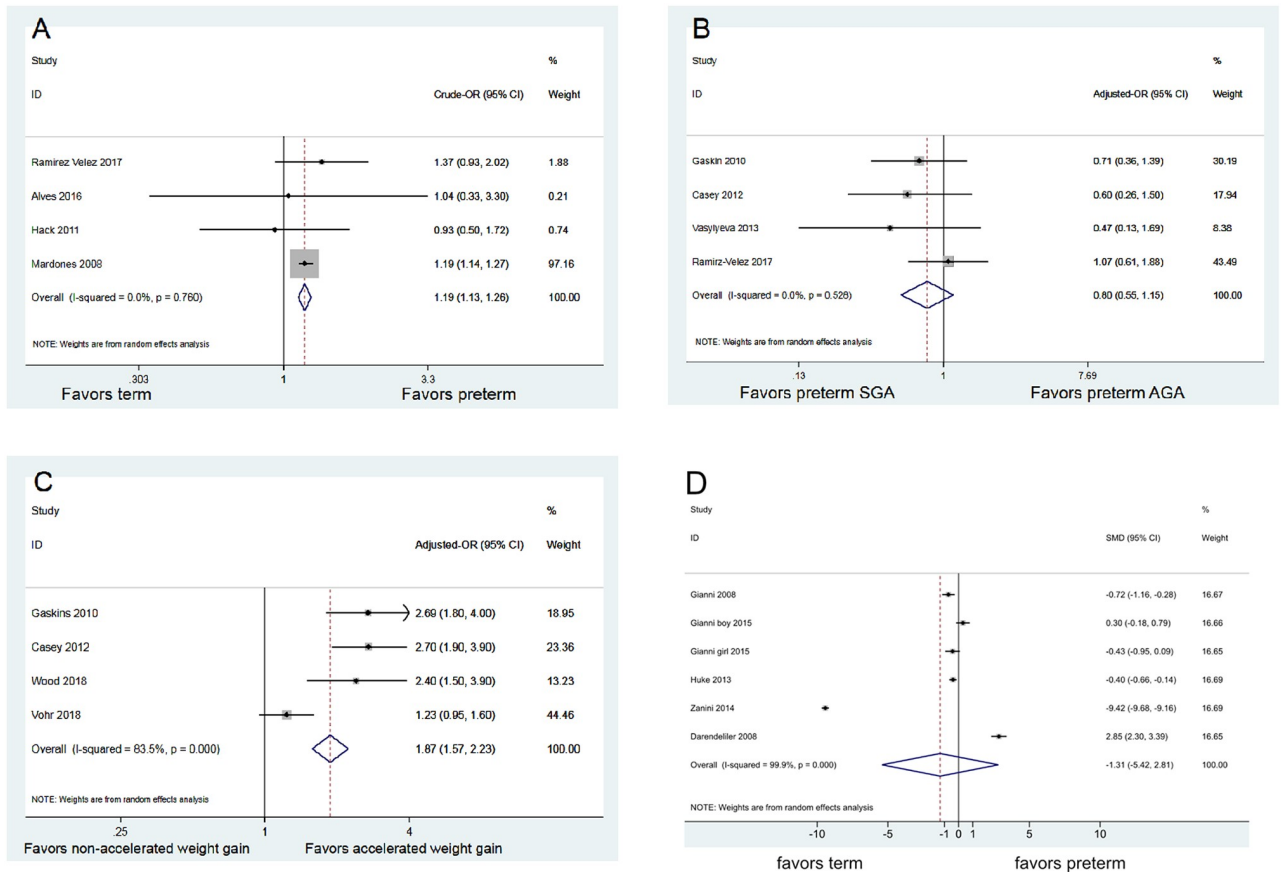 A
Study %
ID Crude-OR (95% CI) Weight
Ramirez Velez 2017 1.37 (0.93, 2.02) 1.88
Alves 2016 1.04 (0.33, 3.30) 0.21
Hack 2011 0.93 (0.50, 1.72) 0.74
Mardones 2008 1.19 (1.14, 1.27) 97.16
Overall (I-squared = 0.0%, p = 0.760) 1.19 (1.13, 1.26) 100.00
NOTE: Weights are from random effects analysis
.303 1 3.3
Favors term Favors preterm
B
Study %
ID Adjusted-OR (95% CI) Weight
Gaskin 2010 0.71 (0.36, 1.39) 30.19
Casey 2012 0.60 (0.26, 1.50) 17.94
Vasylyeva 2013 0.47 (0.13, 1.69) 8.38
Ramirz-Velez 2017 1.07 (0.61, 1.88) 43.49
Overall (I-squared = 0.0%, p = 0.528) 0.80 (0.55, 1.15) 100.00
NOTE: Weights are from random effects analysis
.13 1 7.69
Favors preterm SGA Favors preterm AGA
C
Study %
ID Adjusted-OR (95% CI) Weight
Gaskins 2010 2.69 (1.80, 4.00) 18.95
Casey 2012 2.70 (1.90, 3.90) 23.36
Wood 2018 2.40 (1.50, 3.90) 13.23
Vohr 2018 1.23 (0.95, 1.60) 44.46
Overall (I-squared = 83.5%, p = 0.000) 1.87 (1.57, 2.23) 100.00
NOTE: Weights are from random effects analysis
.25 1 4
Favors non-accelerated weight gain Favors accelerated weight gain
D
Study %
ID SMD (95% CI) Weight
Gianni 2008 -0.72 (-1.16, -0.28) 16.67
Gianni boy 2015 0.30 (-0.18, 0.79) 16.66
Gianni girl 2015 -0.43 (-0.95, 0.09) 16.65
Huke 2013 -0.40 (-0.66, -0.14) 16.69
Zanini 2014 -9.42 (-9.68, -9.16) 16.69
Darendeliler 2008 2.85 (2.30, 3.39) 16.65
Overall (I-squared = 99.9%, p = 0.000) -1.31 (-5.42, 2.81) 100.00
NOTE: Weights are from random effects analysis
-10 -5 -1 0 1 5 10
favors term favors preterm